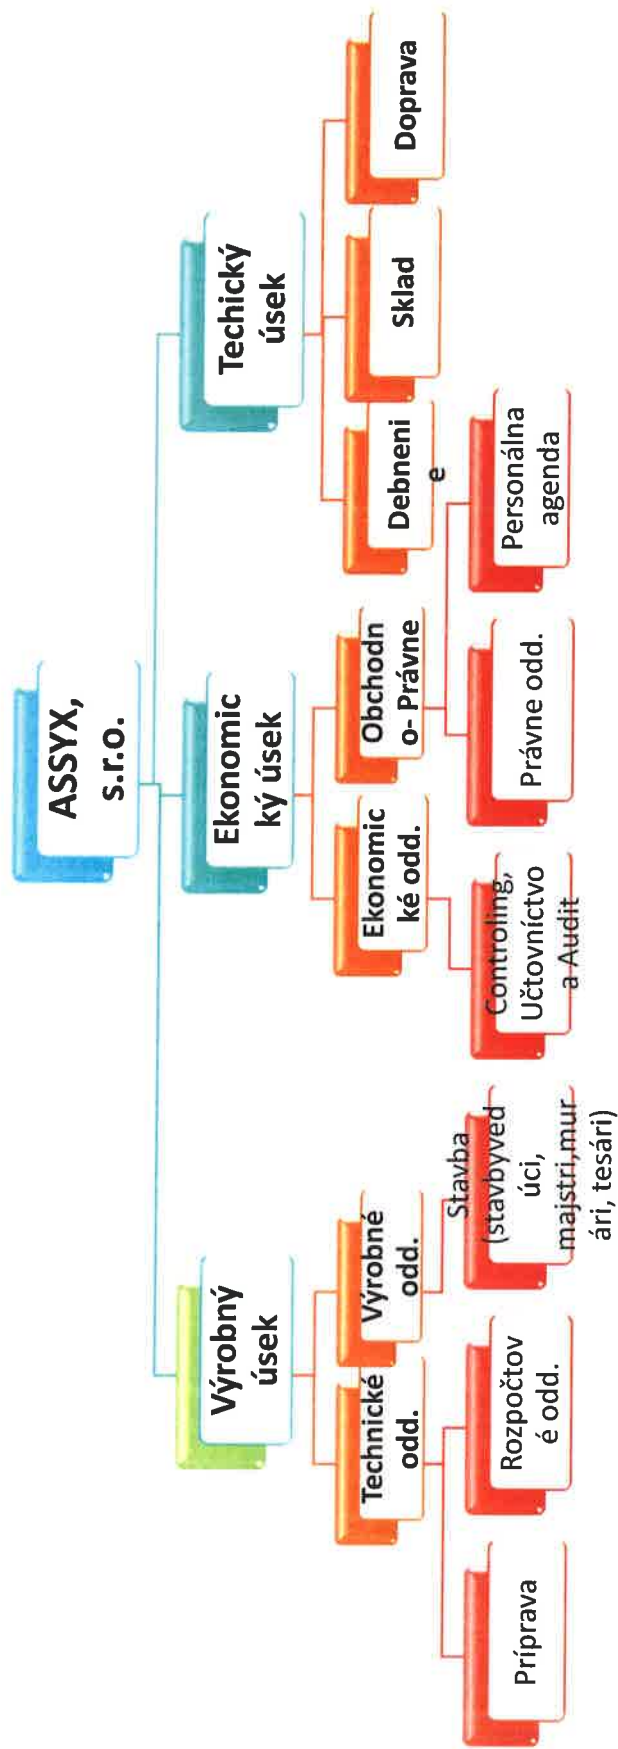 ASSYX,
s.r.o.
Výrobný
úsek
Ekonomic
ký úsek
Techický
úsek
Technické
odd.
Výrobné
odd.
Ekonomic
ké odd.
Obchodn
o- Právne
Debneni
e
Sklad
Doprava
Príprava
Rozpočtov
é odd.
Stavba
(stavbyved
úci,
majstri,mur
ári, tesári)
Controling,
Učtovníctvo
a Audit
Právne odd.
Personálna
agenda